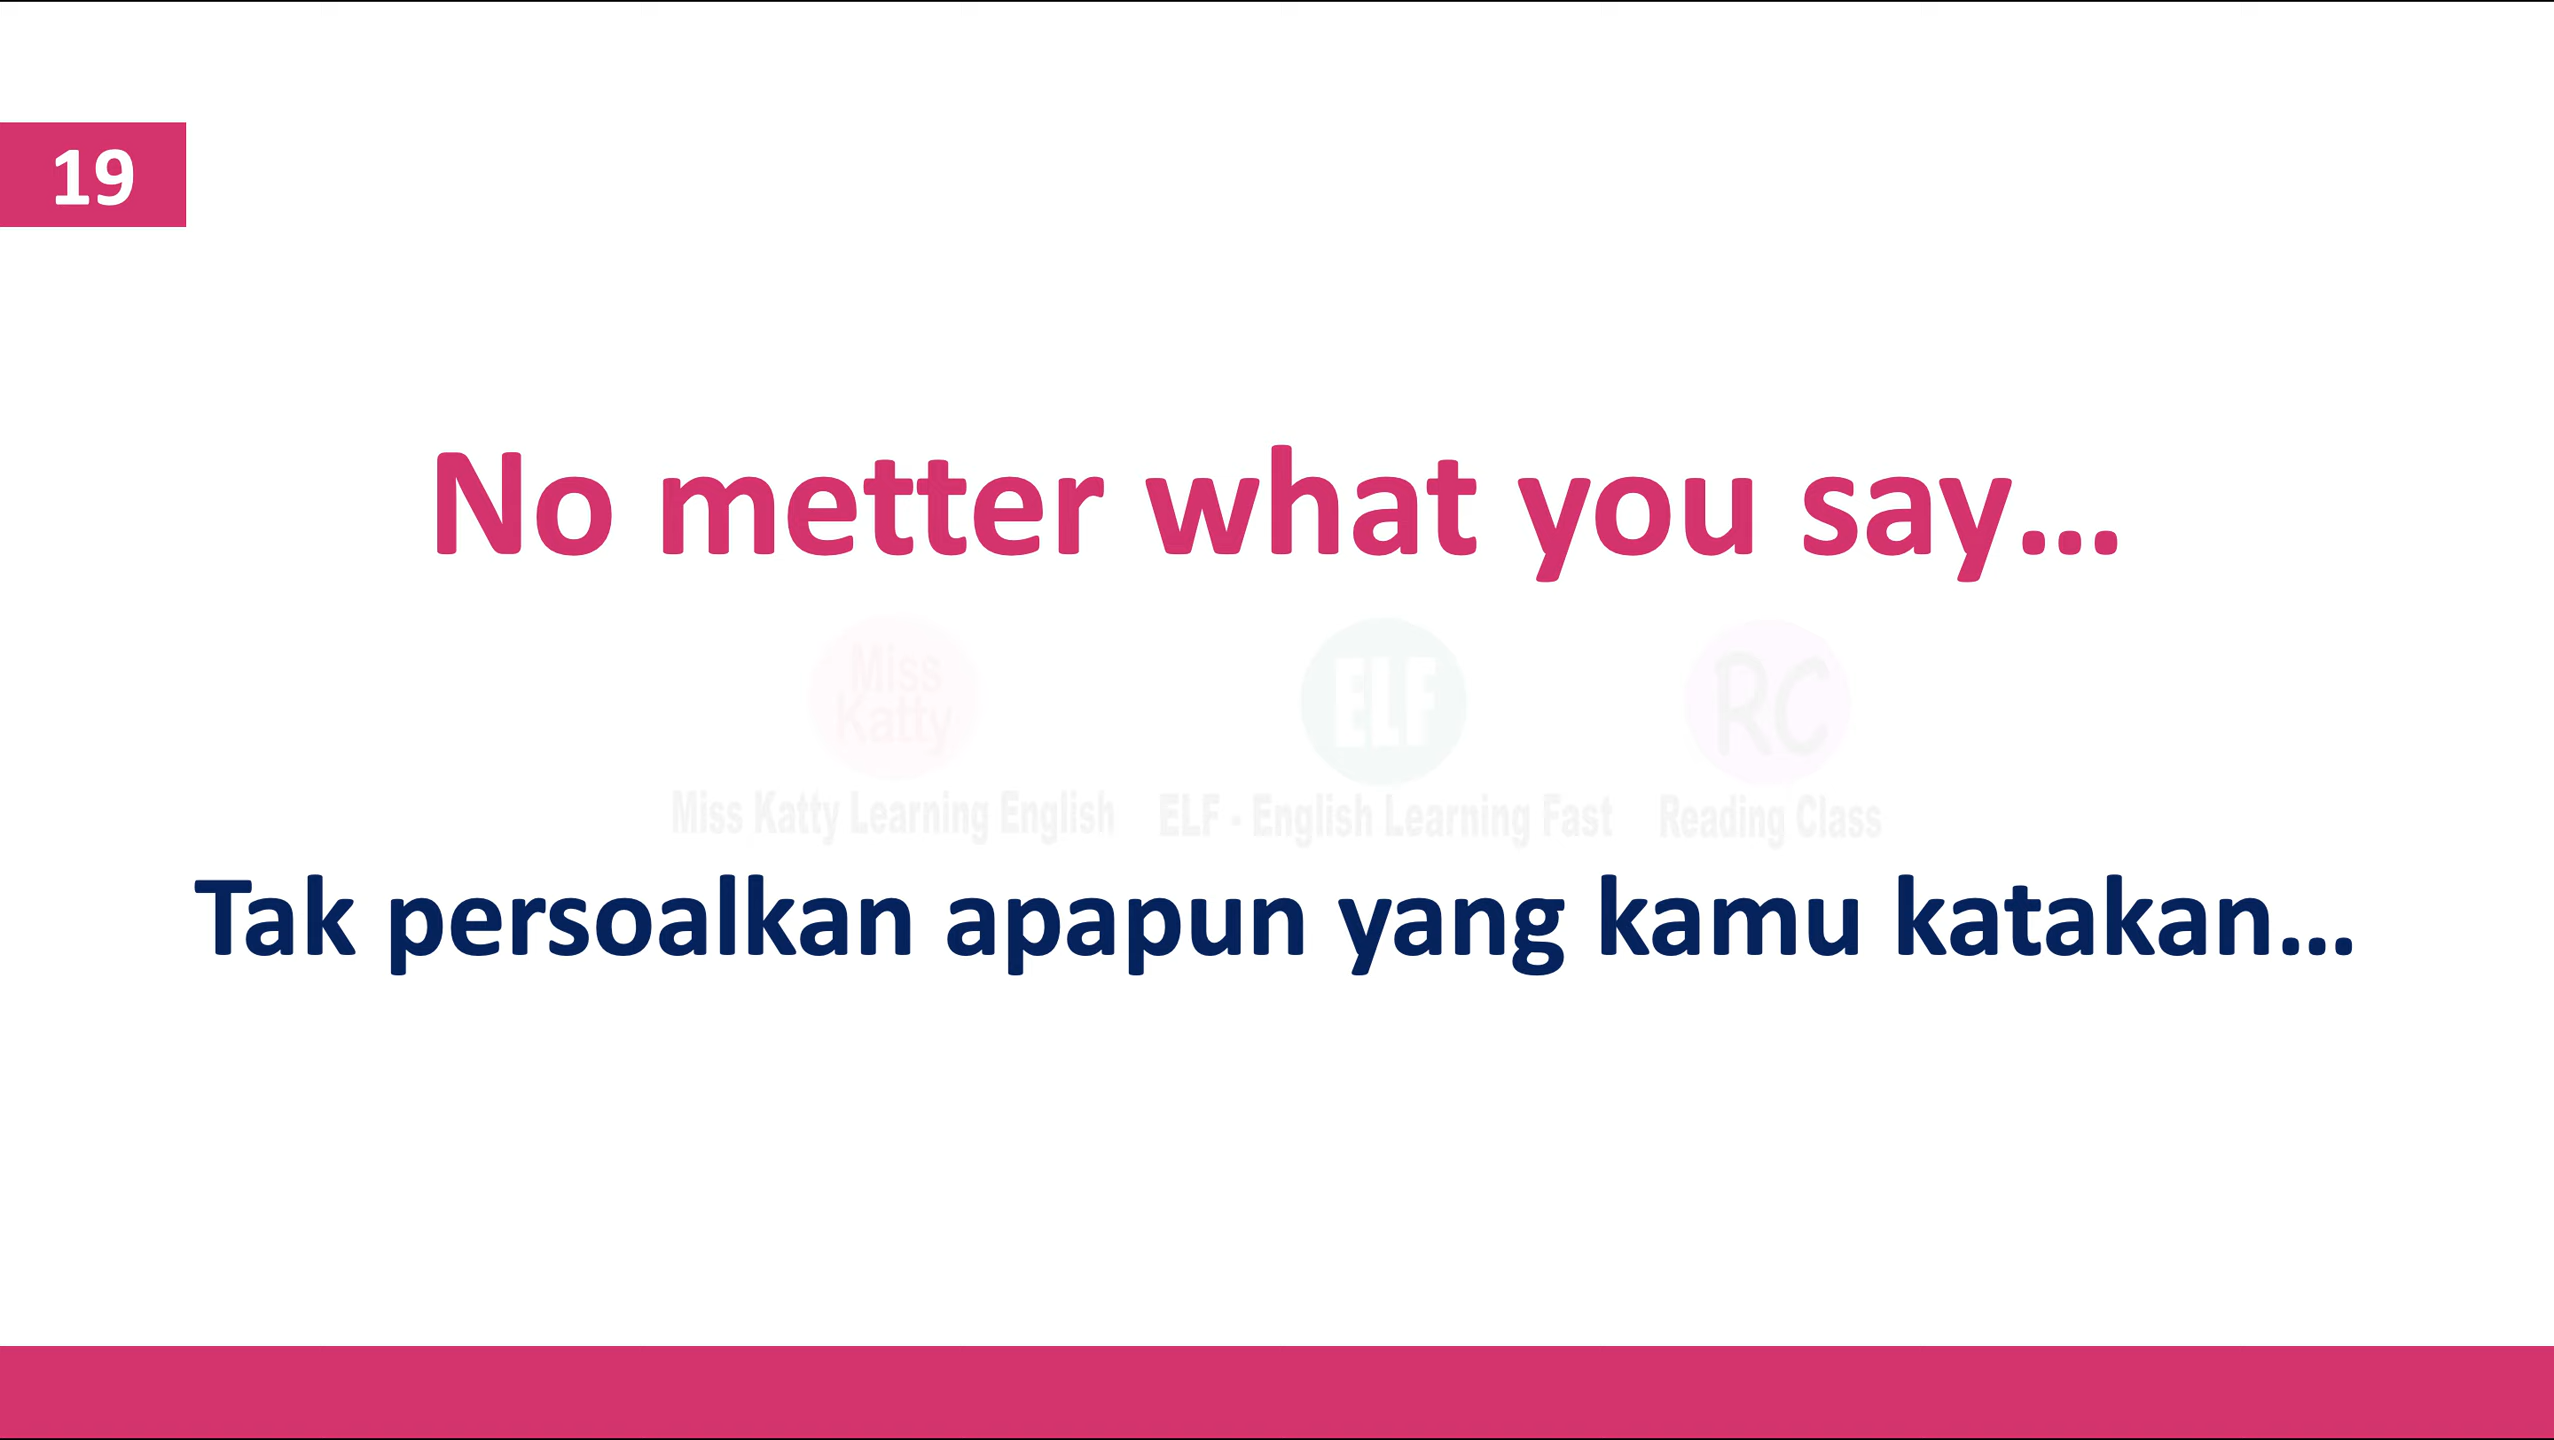 19
No metter what you say...
Miss
Katty
ELF
RC
Miss Katty Learning English
ELF - English Learning Fast
Reading Class
Tak persoalkan apapun yang kamu katakan...